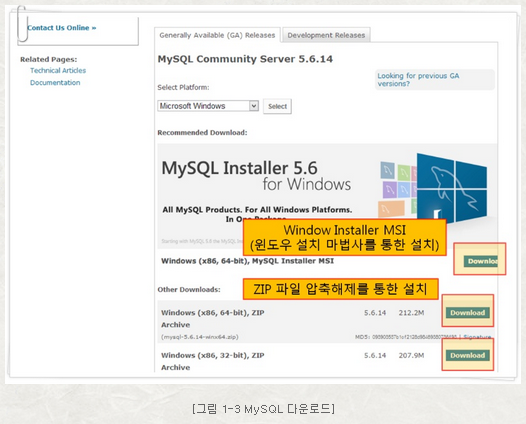 Contact Us Online »
Related Pages:
Technical Articles
Documentation
Generally Available (GA) Releases
Development Releases
MySQL Community Server 5.6.14
Select Platform:
Looking for previous GA
versions?
Microsoft Windows
Select
Recommended Download:
MySQL Installer 5.6
for Windows
All MySQL Products. For All Windows Platforms.
In One Package.
Window Installer MSI
(윈도우 설치 마법사를 통한 설치)
Windows (x86, 64-bit), MySQL Installer MSI
Downloa
Other Downloads:
ZIP 파일 압축해제를 통한 설치
Windows (x86, 64-bit), ZIP
Archive
5.6.14
212.2M
Download
(mysql-5.6.14-winx64.zip)
MD5:
| Signature
Windows (x86, 32-bit), ZIP
Archive
5.6.14
207.9M
Download
[그림 1-3 MySQL 다운로드]